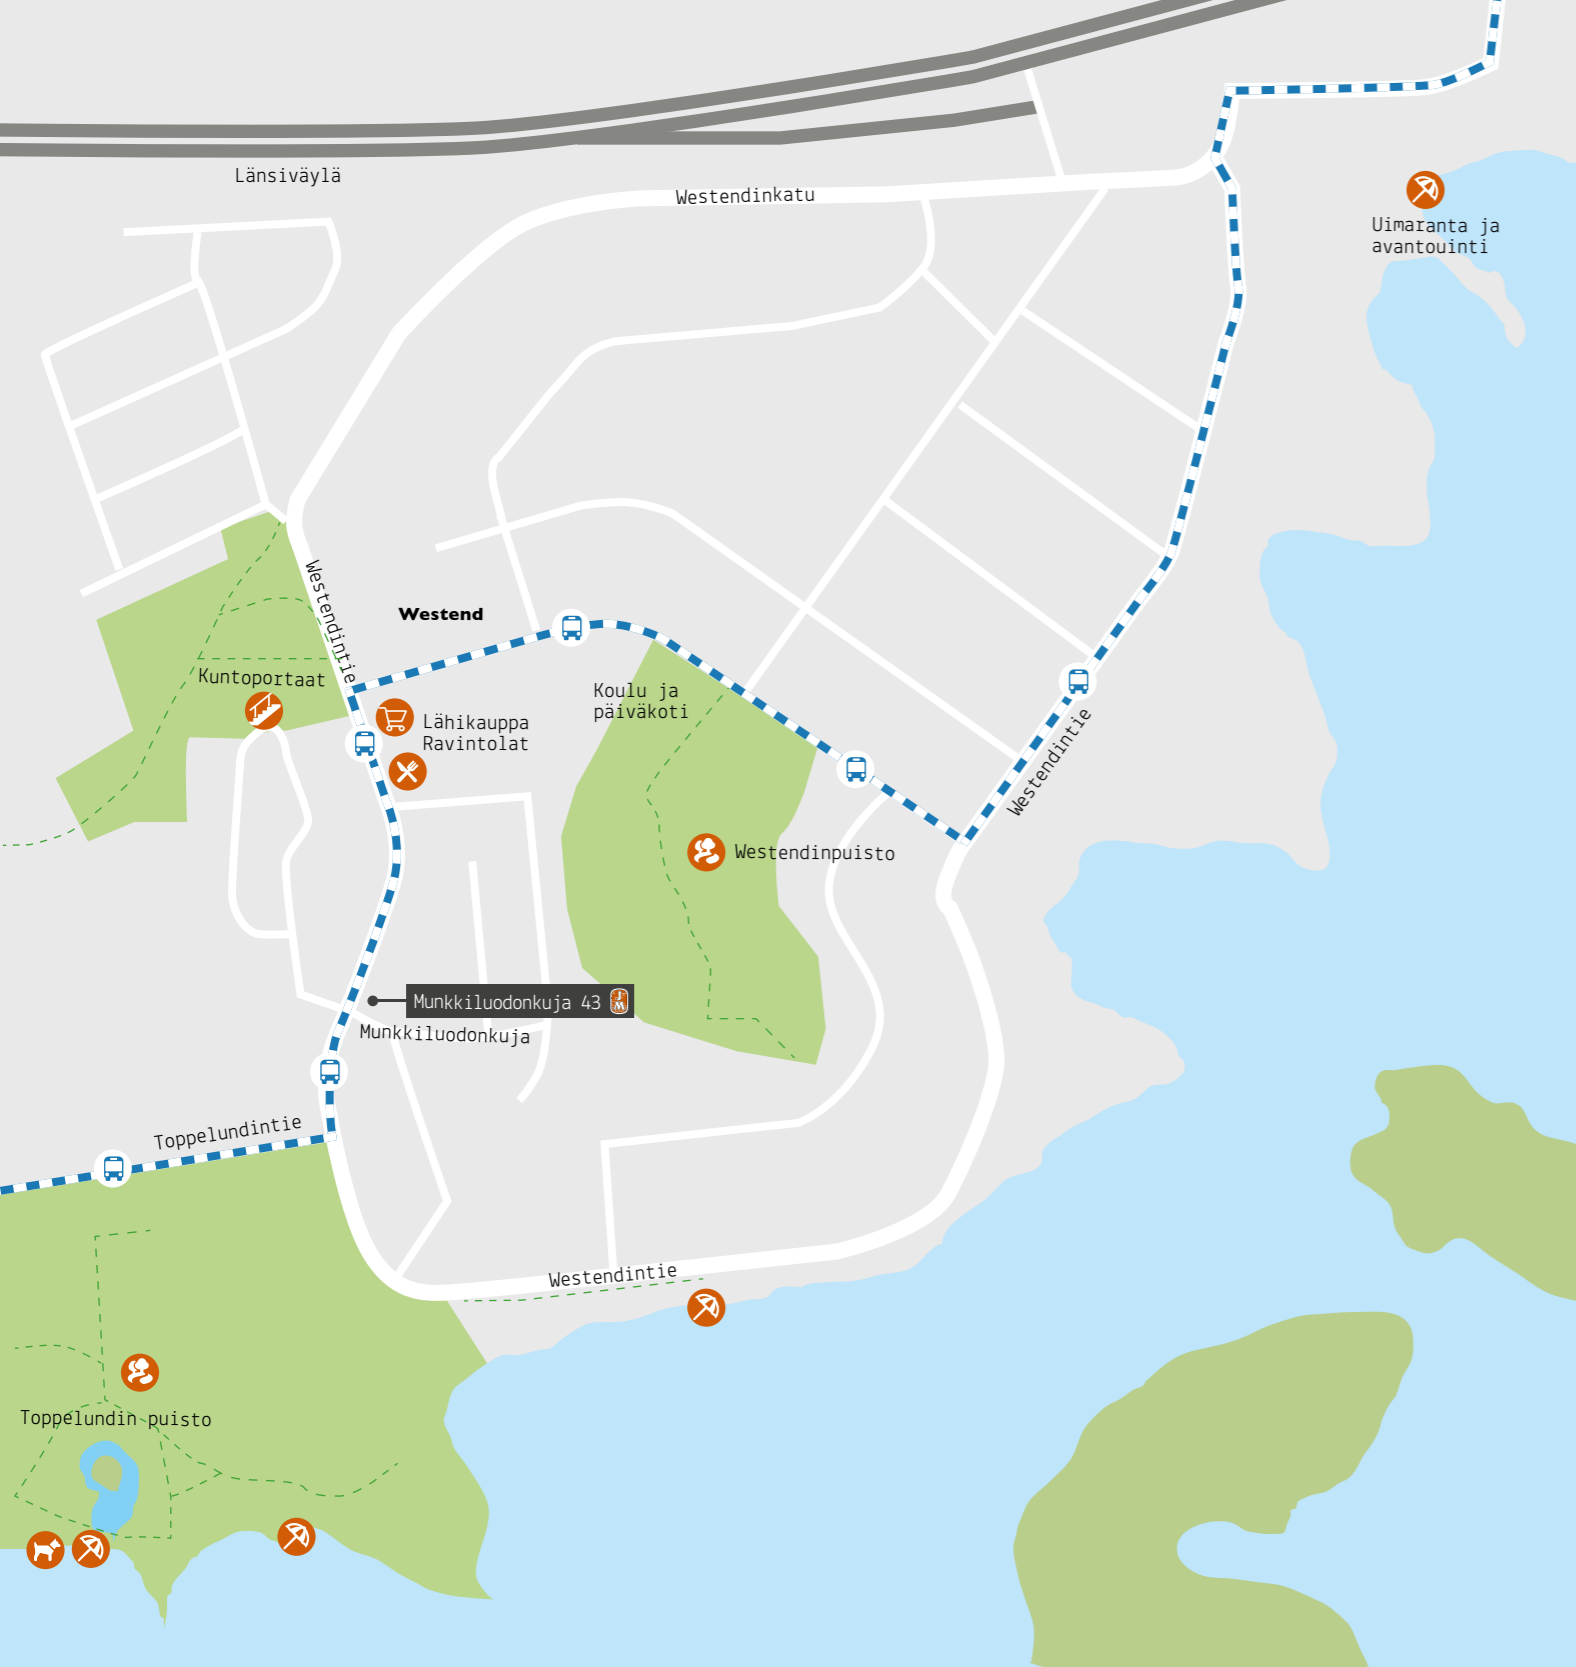 Länsiväylä
Westendinkatu
Uimaranta ja
avantouinti
Westendintie
Westend
Kuntoportaat
Koulu ja
päiväkoti
Lähikauppa
Ravintolat
Westendintie
Westendinpuisto
Munkkiluodonkuja 43 JM
Munkkiluodonkuja
Toppelundintie
Westendintie
Toppelundin puisto